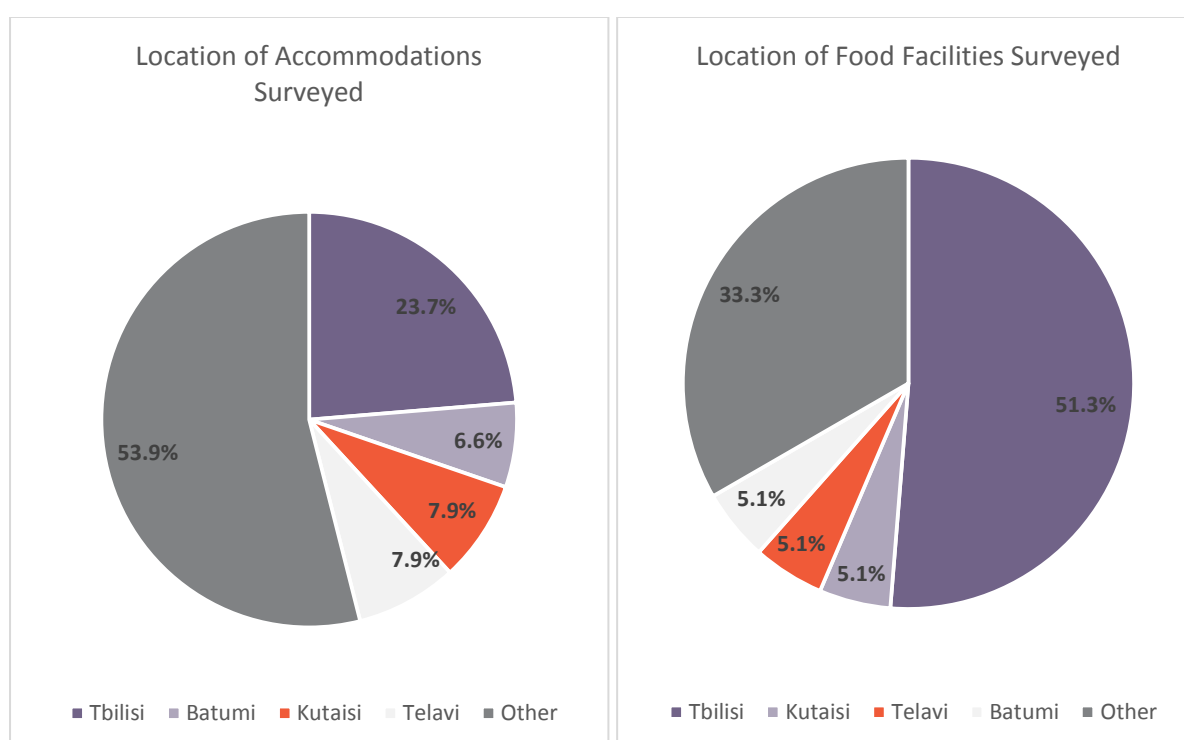 Location of Accommodations
Surveyed
23.7%
6.6%
7.9%
7.9%
53.9%
Tbilisi Batumi Kutaisi Telavi Other
Location of Food Facilities Surveyed
51.3%
5.1%
5.1%
5.1%
33.3%
Tbilisi Kutaisi Telavi Batumi Other